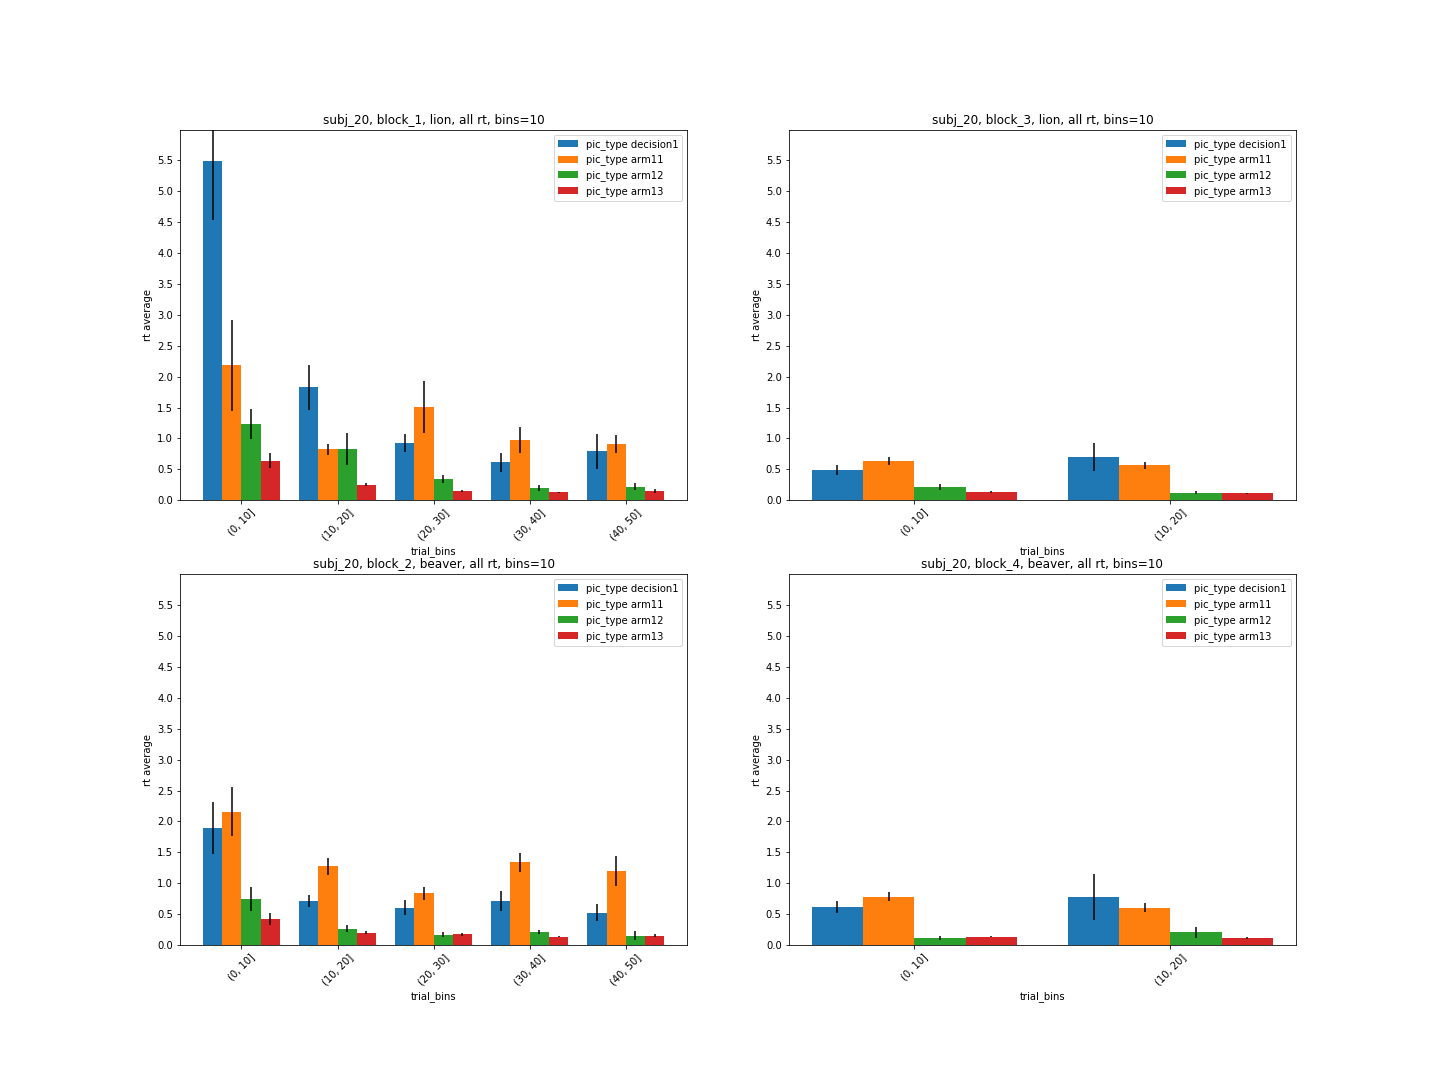 subj_20, block_1, lion, all rt, bins=10
pic_type decision1
pic_type arm11
pic_type arm12
pic_type arm13
5.5
5.0
4.5
4.0
3.5
3.0
2.5
2.0
1.5
1.0
0.5
0.0
rt average
(0, 10]
(10, 20]
(20, 30]
(30, 40]
(40, 50]
trial_bins
subj_20, block_3, lion, all rt, bins=10
pic_type decision1
pic_type arm11
pic_type arm12
pic_type arm13
5.5
5.0
4.5
4.0
3.5
3.0
2.5
2.0
1.5
1.0
0.5
0.0
rt average
(0, 10]
(10, 20]
trial_bins
subj_20, block_2, beaver, all rt, bins=10
pic_type decision1
pic_type arm11
pic_type arm12
pic_type arm13
5.5
5.0
4.5
4.0
3.5
3.0
2.5
2.0
1.5
1.0
0.5
0.0
rt average
(0, 10]
(10, 20]
(20, 30]
(30, 40]
(40, 50]
trial_bins
subj_20, block_4, beaver, all rt, bins=10
pic_type decision1
pic_type arm11
pic_type arm12
pic_type arm13
5.5
5.0
4.5
4.0
3.5
3.0
2.5
2.0
1.5
1.0
0.5
0.0
rt average
(0, 10]
(10, 20]
trial_bins